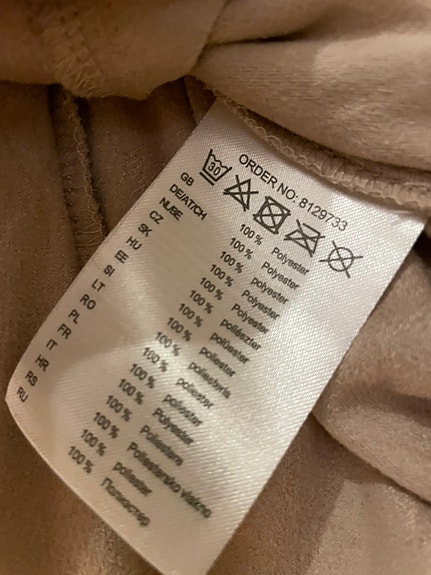 ORDER NO: 8129733
30
GB 100 % Polyester
DE/AT/CH 100 % Polyester
NL/BE 100 % polyester
CZ 100 % polyester
SK 100 % Polyester
HU 100 % poliészter
EE 100 % polüester
SI 100 % poliester
LT 100 % poliesteris
RO 100 % poliester
PL 100 % poliester
FR 100 % Polyester
IT 100 % Poliestere
HR 100 % Poliestersko vlakno
RS 100 % poliester
RU 100 % Полиэстер